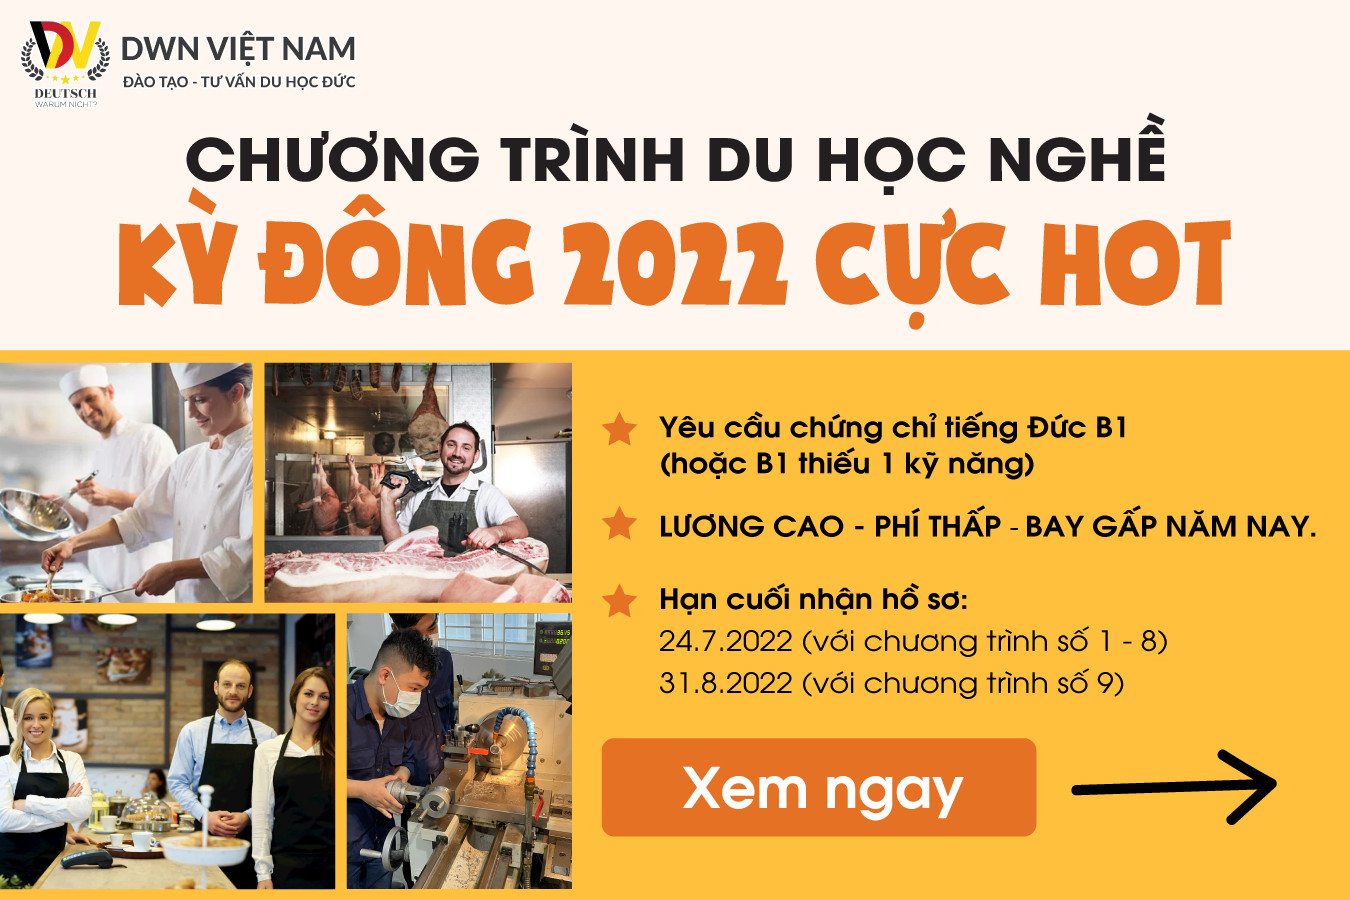 DWN VIỆT NAM
ĐÀO TẠO - TƯ VẤN DU HỌC ĐỨC
DEUTSCH
WARUM NICHT?
CHƯƠNG TRÌNH DU HỌC NGHỀ
KỲ ĐÔNG 2022 CỰC HOT
Yêu cầu chứng chỉ tiếng Đức B1
(hoặc B1 thiếu 1 kỹ năng)
LƯƠNG CAO - PHÍ THẤP - BAY GẤP NĂM NAY.
Hạn cuối nhận hồ sơ:
24.7.2022 (với chương trình số 1 - 8)
31.8.2022 (với chương trình số 9)
Xem ngay